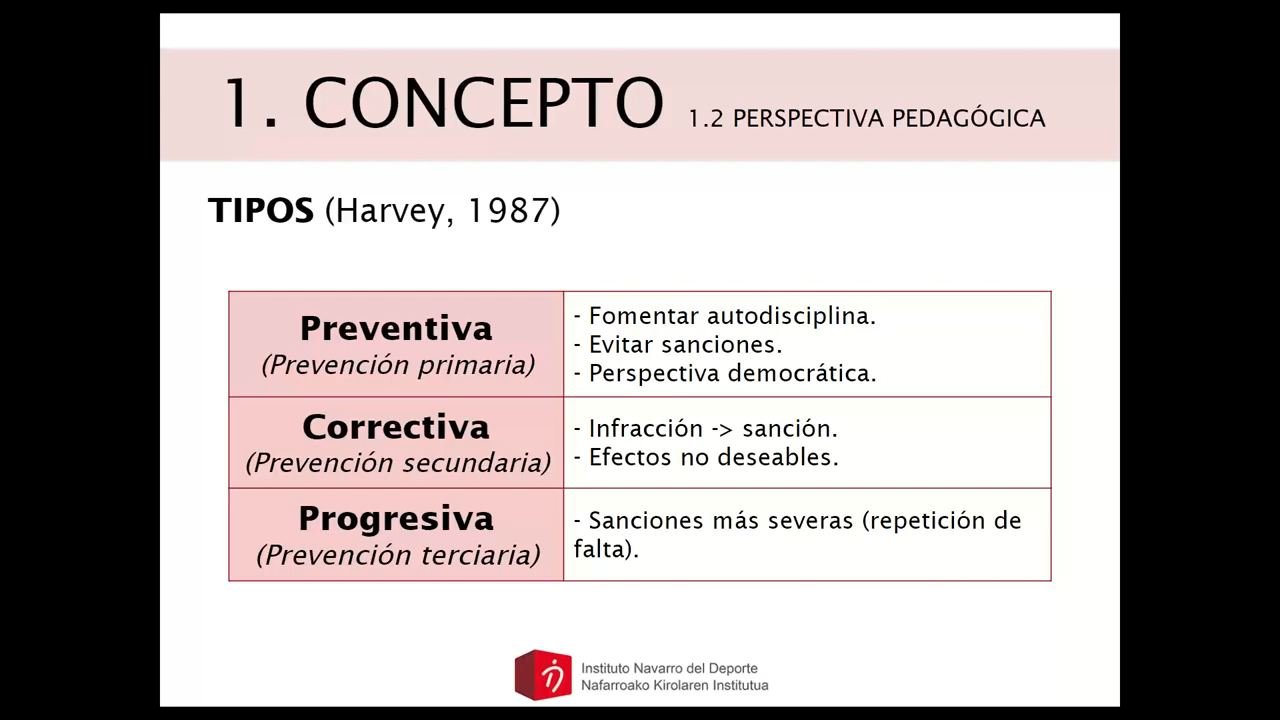 1. CONCEPTO 1.2 PERSPECTIVA PEDAGÓGICA
TIPOS (Harvey, 1987)
Preventiva
(Prevención primaria)
- Fomentar autodisciplina.
- Evitar sanciones.
- Perspectiva democrática.
Correctiva
(Prevención secundaria)
- Infracción -> sanción.
- Efectos no deseables.
Progresiva
(Prevención terciaria)
- Sanciones más severas (repetición de
falta).
Instituto Navarro del Deporte
Nafarroako Kirolaren Institutua